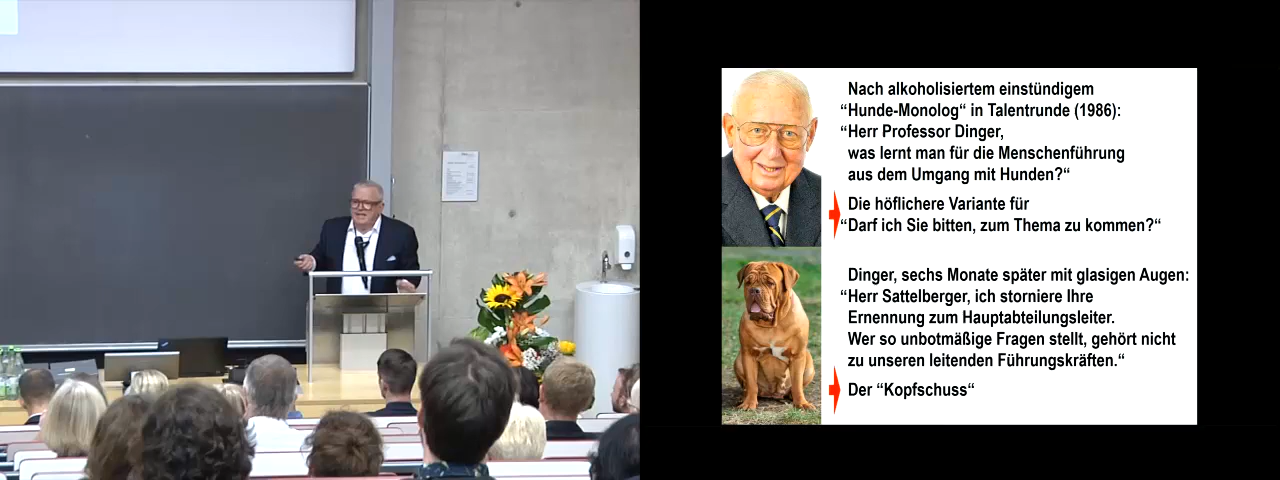 Nach alkoholisiertem einstündigem
“Hunde-Monolog“ in Talentrunde (1986):
“Herr Professor Dinger,
was lernt man für die Menschenführung
aus dem Umgang mit Hunden?“
Die höflichere Variante für
“Darf ich Sie bitten, zum Thema zu kommen?“
Dinger, sechs Monate später mit glasigen Augen:
“Herr Sattelberger, ich storniere Ihre
Ernennung zum Hauptabteilungsleiter.
Wer so unbotmäßige Fragen stellt, gehört nicht
zu unseren leitenden Führungskräften.“
Der “Kopfschuss“